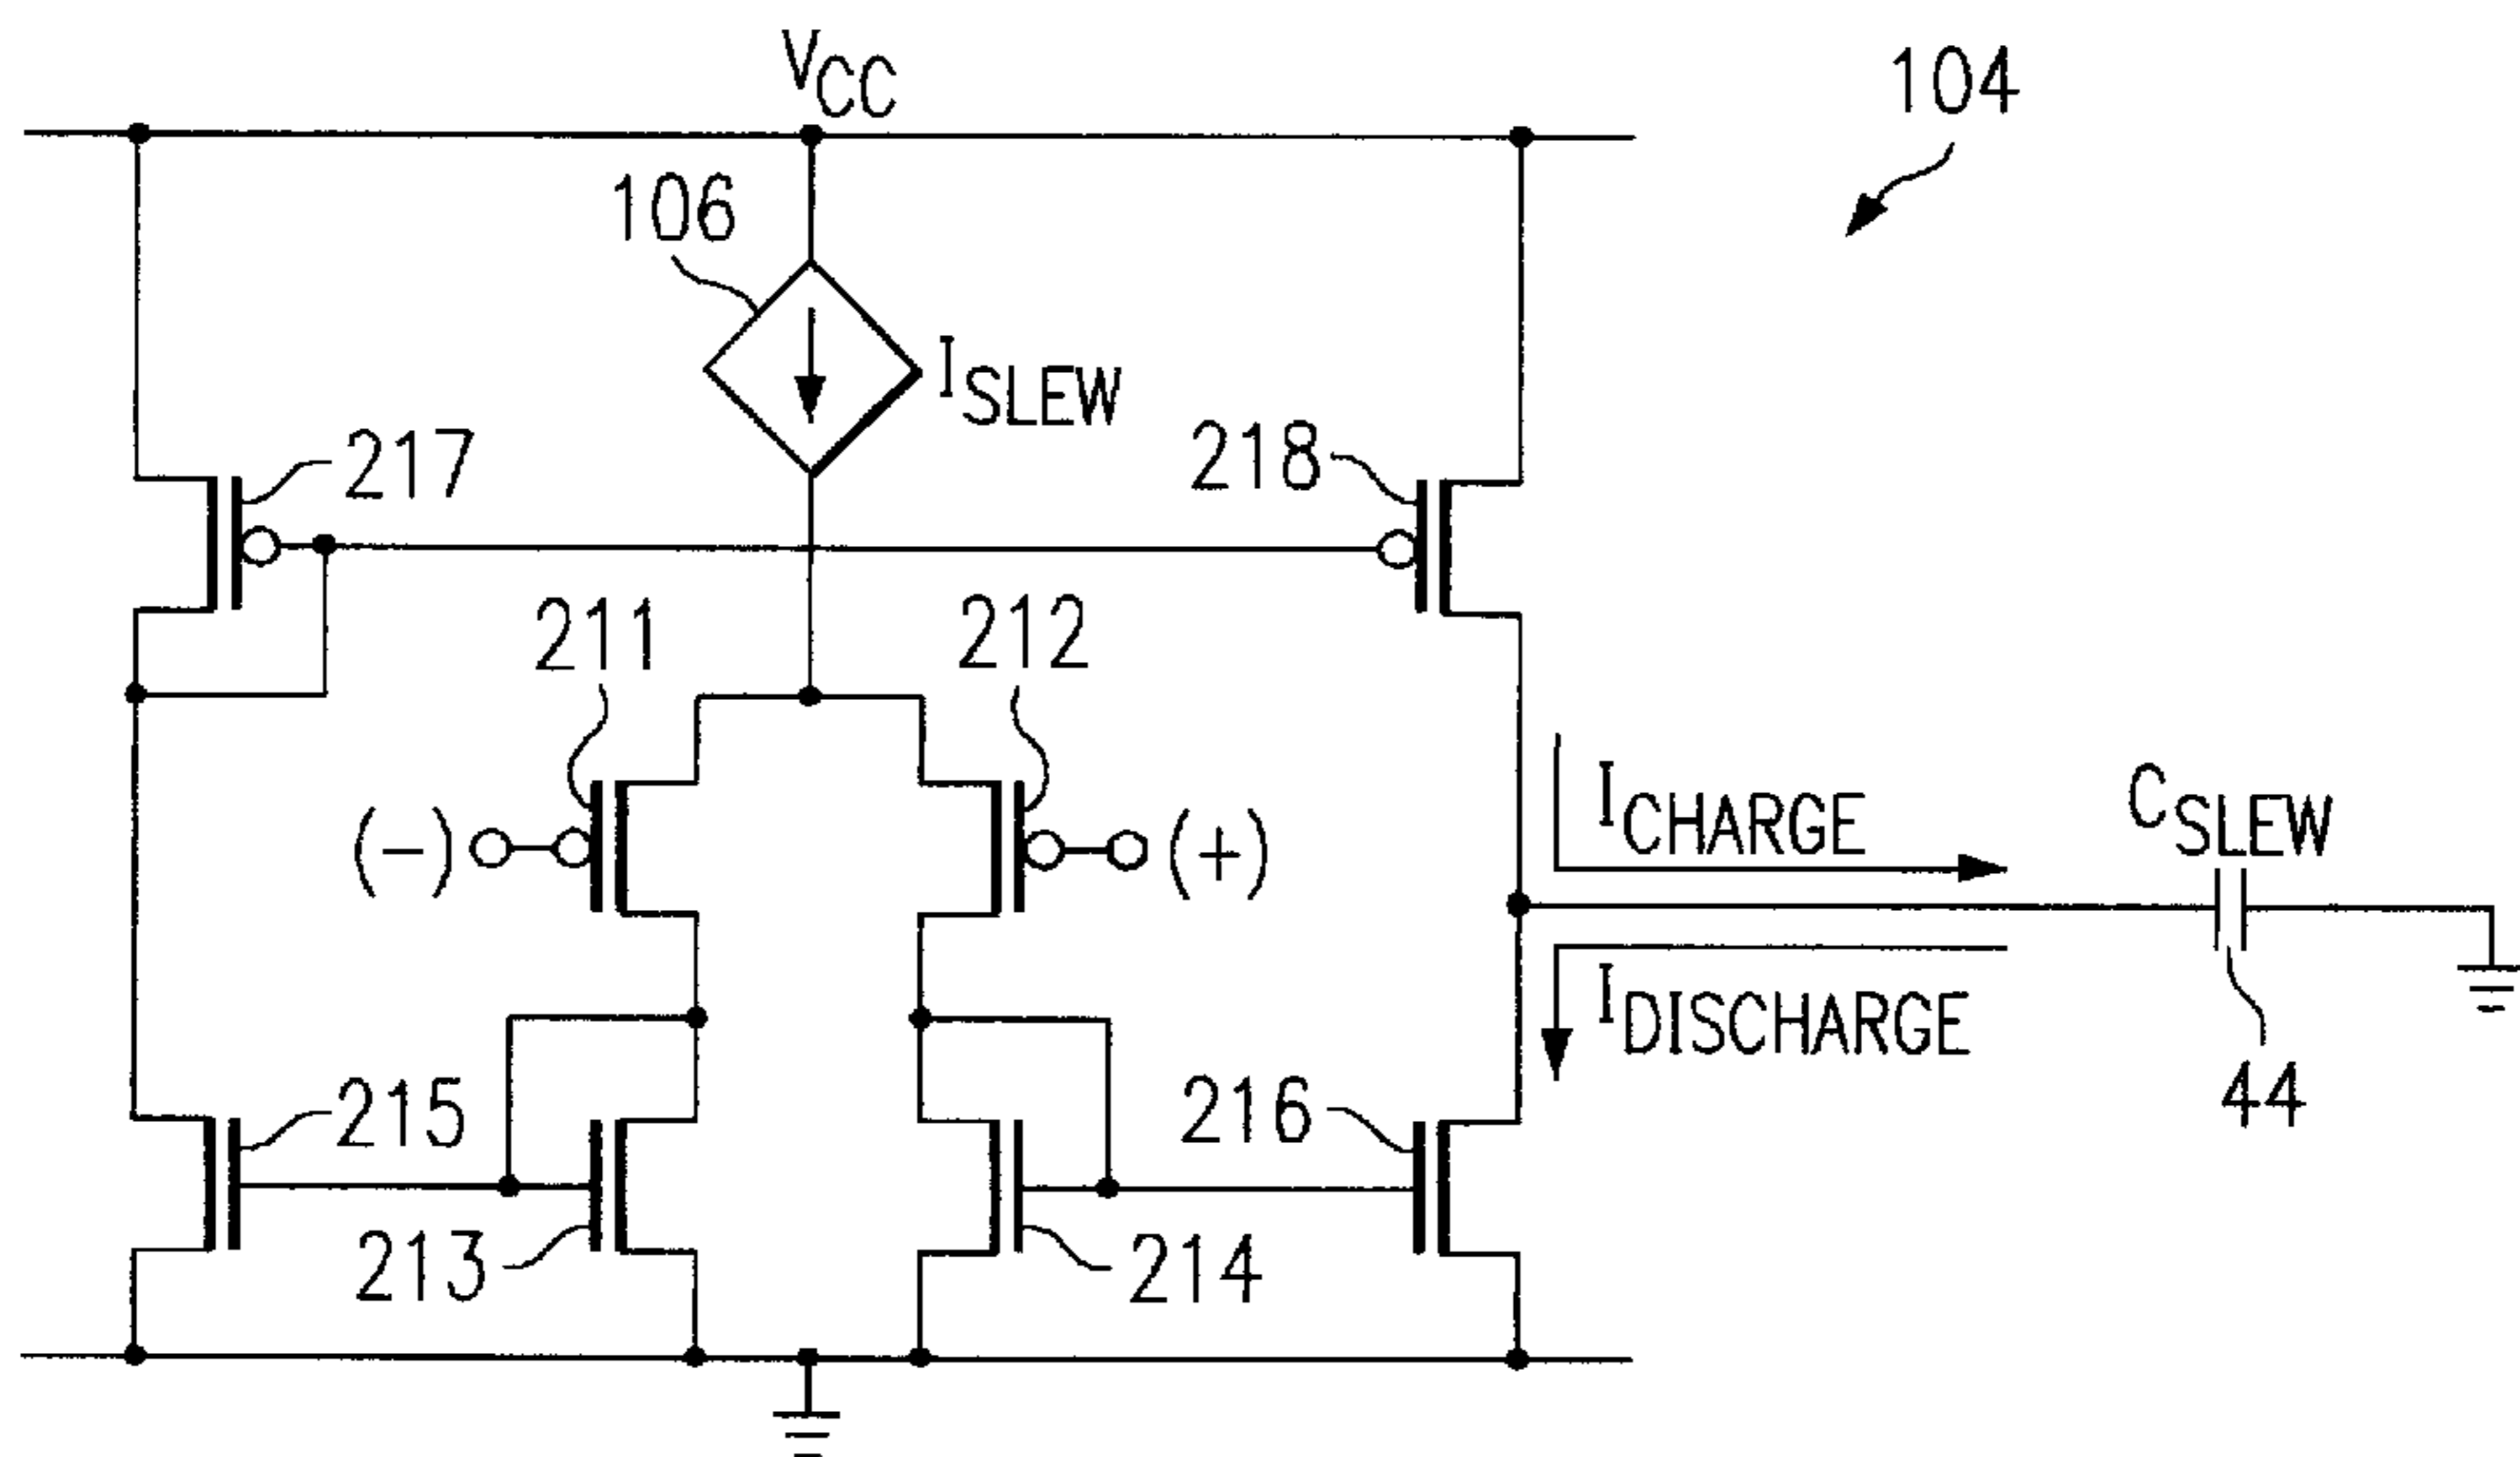 VCC
104
106
ISLEW
217
218
211
212
(-)
(+)
ICHARGE
CSLEW
IDISCHARGE
44
215
216
213
214